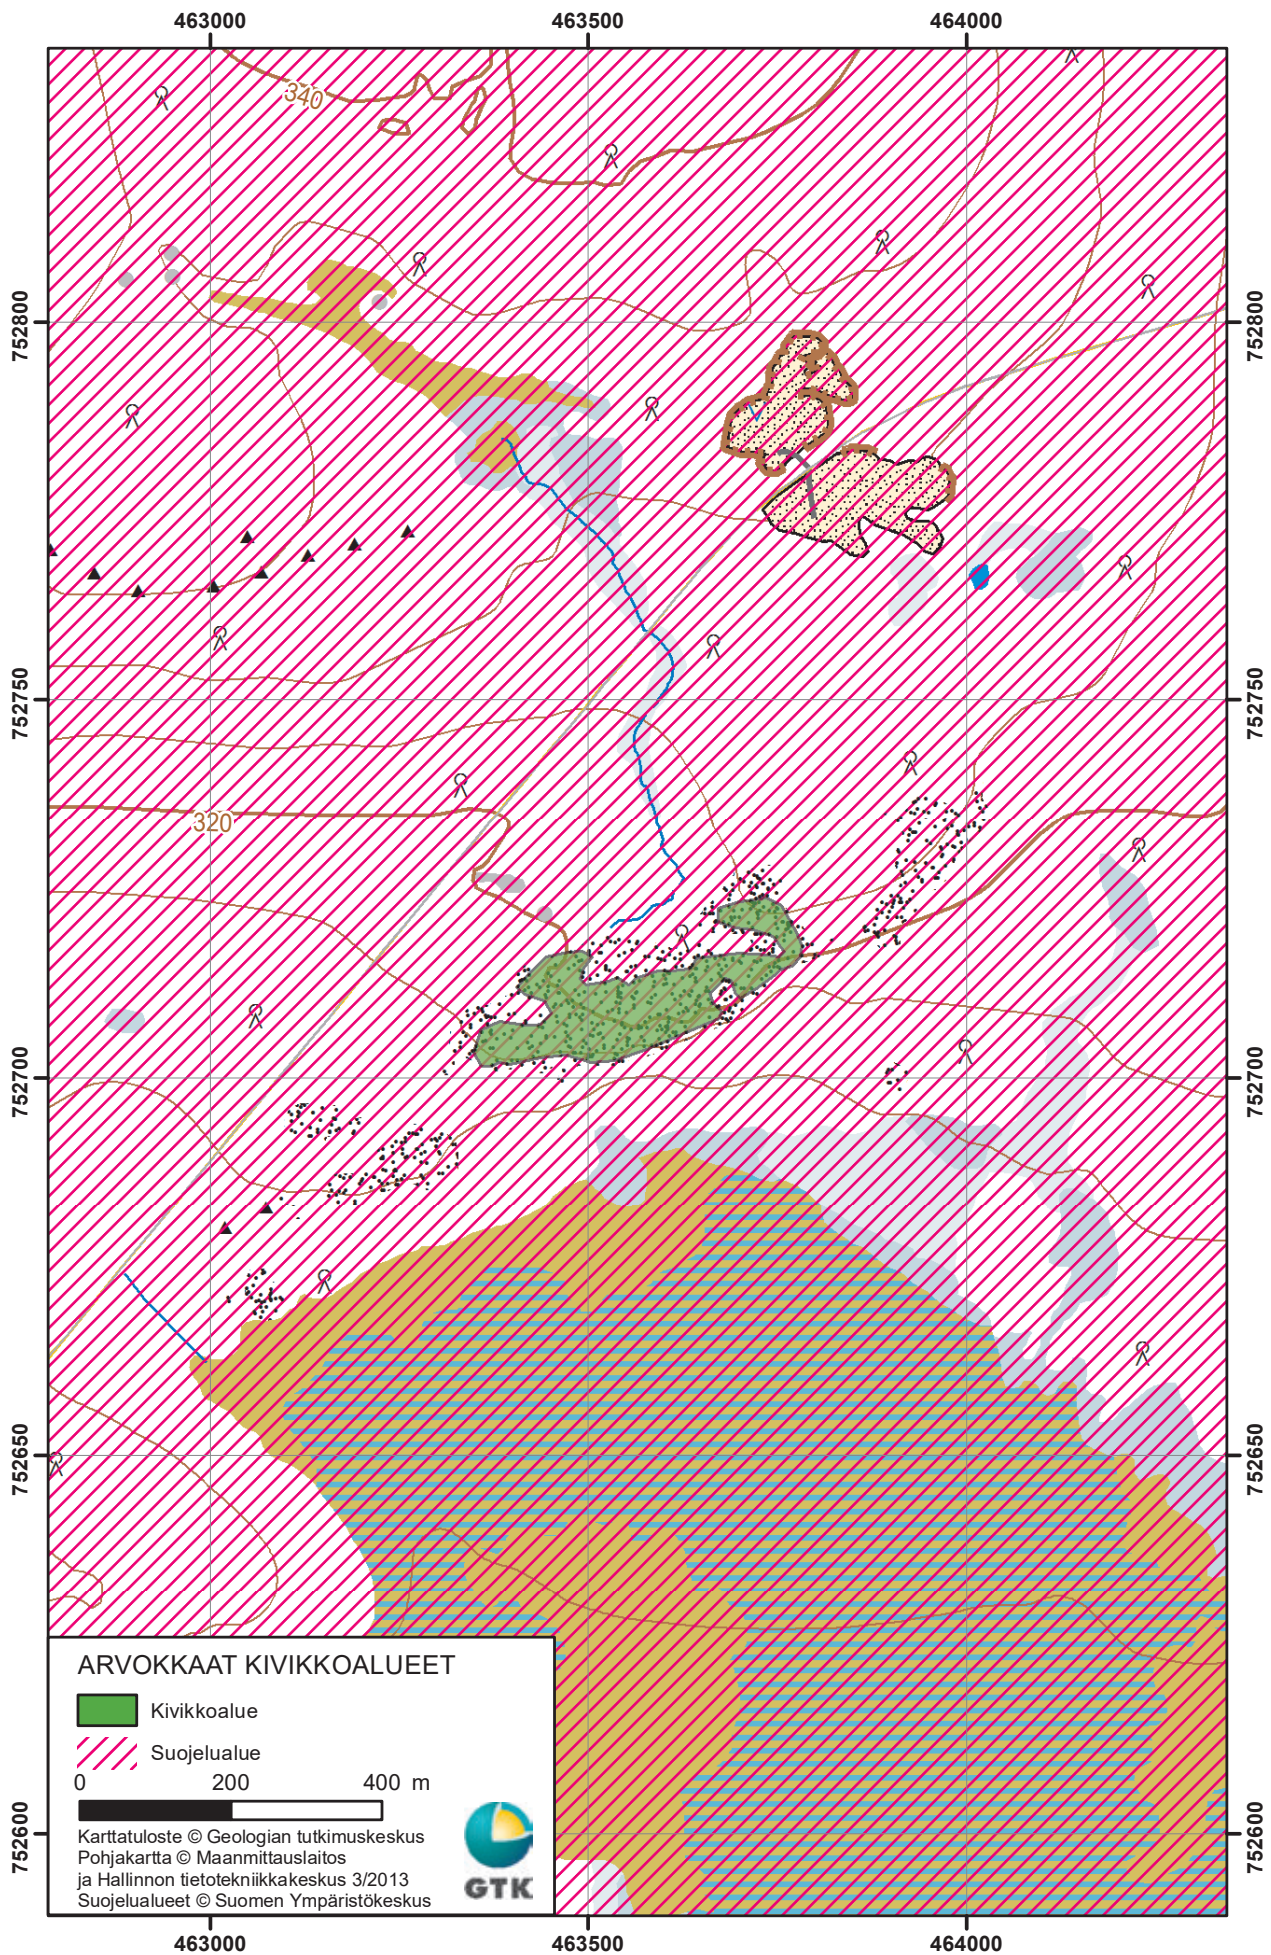 463000 463500 464000
340
752800 752800
752750 752750
320
752700 752700
752650 752650
ARVOKKAAT KIVIKKOALUEET
Kivikkoalue
Suojelualue
0 200 400 m
Karttatuloste © Geologian tutkimuskeskus
Pohjakartta © Maanmittauslaitos
ja Hallinnon tietotekniikkakeskus 3/2013
Suojelualueet © Suomen Ympäristökeskus
GTK
752600 752600
463000 463500 464000